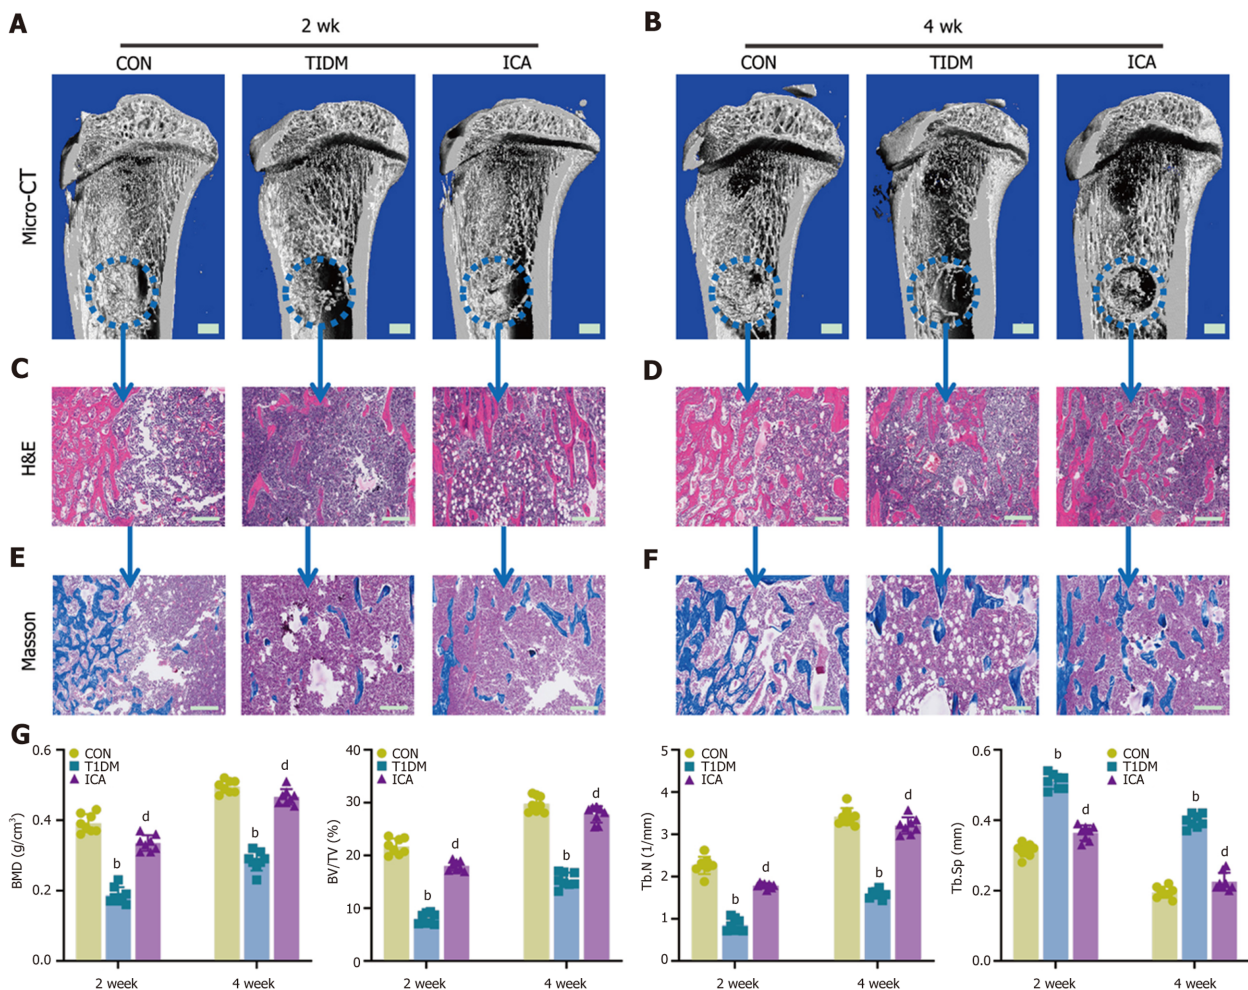 A
2 wk
CON
TIDM
ICA
B
4 wk
CON
TIDM
ICA
Micro-CT
C
D
H&E
E
F
Masson
G
BMD (g/cm³)
0.6
0.4
0.2
0.0
CON
T1DM
ICA
b
d
b
d
2 week
4 week
BV/TV (%)
40
30
20
10
0
CON
T1DM
ICA
b
d
b
d
2 week
4 week
Tb.N (1/mm)
5
4
3
2
1
0
CON
T1DM
ICA
b
d
b
d
2 week
4 week
Tb.Sp (mm)
0.6
0.4
0.2
0.0
CON
T1DM
ICA
b
d
b
d
2 week
4 week